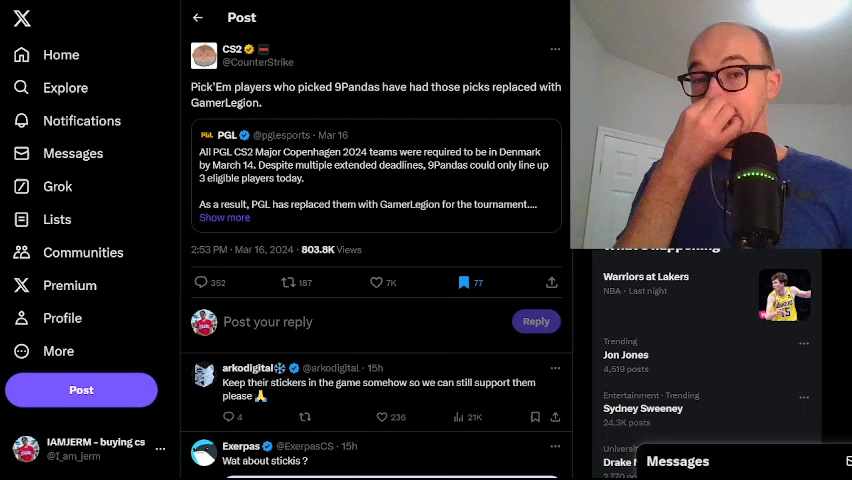 Post
Home
Explore
Notifications
Messages
Grok
Lists
Communities
Premium
Profile
More
Post
IAMJERM - buying cs
@I_am_jerm
CS2
@CounterStrike
Pick'Em players who picked 9Pandas have had those picks replaced with
GamerLegion.
PGL @pglesports · Mar 16
All PGL CS2 Major Copenhagen 2024 teams were required to be in Denmark
by March 14. Despite multiple extended deadlines, 9Pandas could only line up
3 eligible players today.
As a result, PGL has replaced them with GamerLegion for the tournament....
Show more
2:53 PM · Mar 16, 2024 · 803.8K Views
352 187 7K 77
Post your reply
Reply
arkodigital @arkodigital · 15h
Keep their stickers in the game somehow so we can still support them
please 🙏
4 236 21K
Exerpas @ExerpasCS · 15h
Wat about stickis ?
What's happening
Warriors at Lakers
NBA · Last night
Trending
Jon Jones
4,519 posts
Entertainment · Trending
Sydney Sweeney
24.3K posts
Drake
Messages